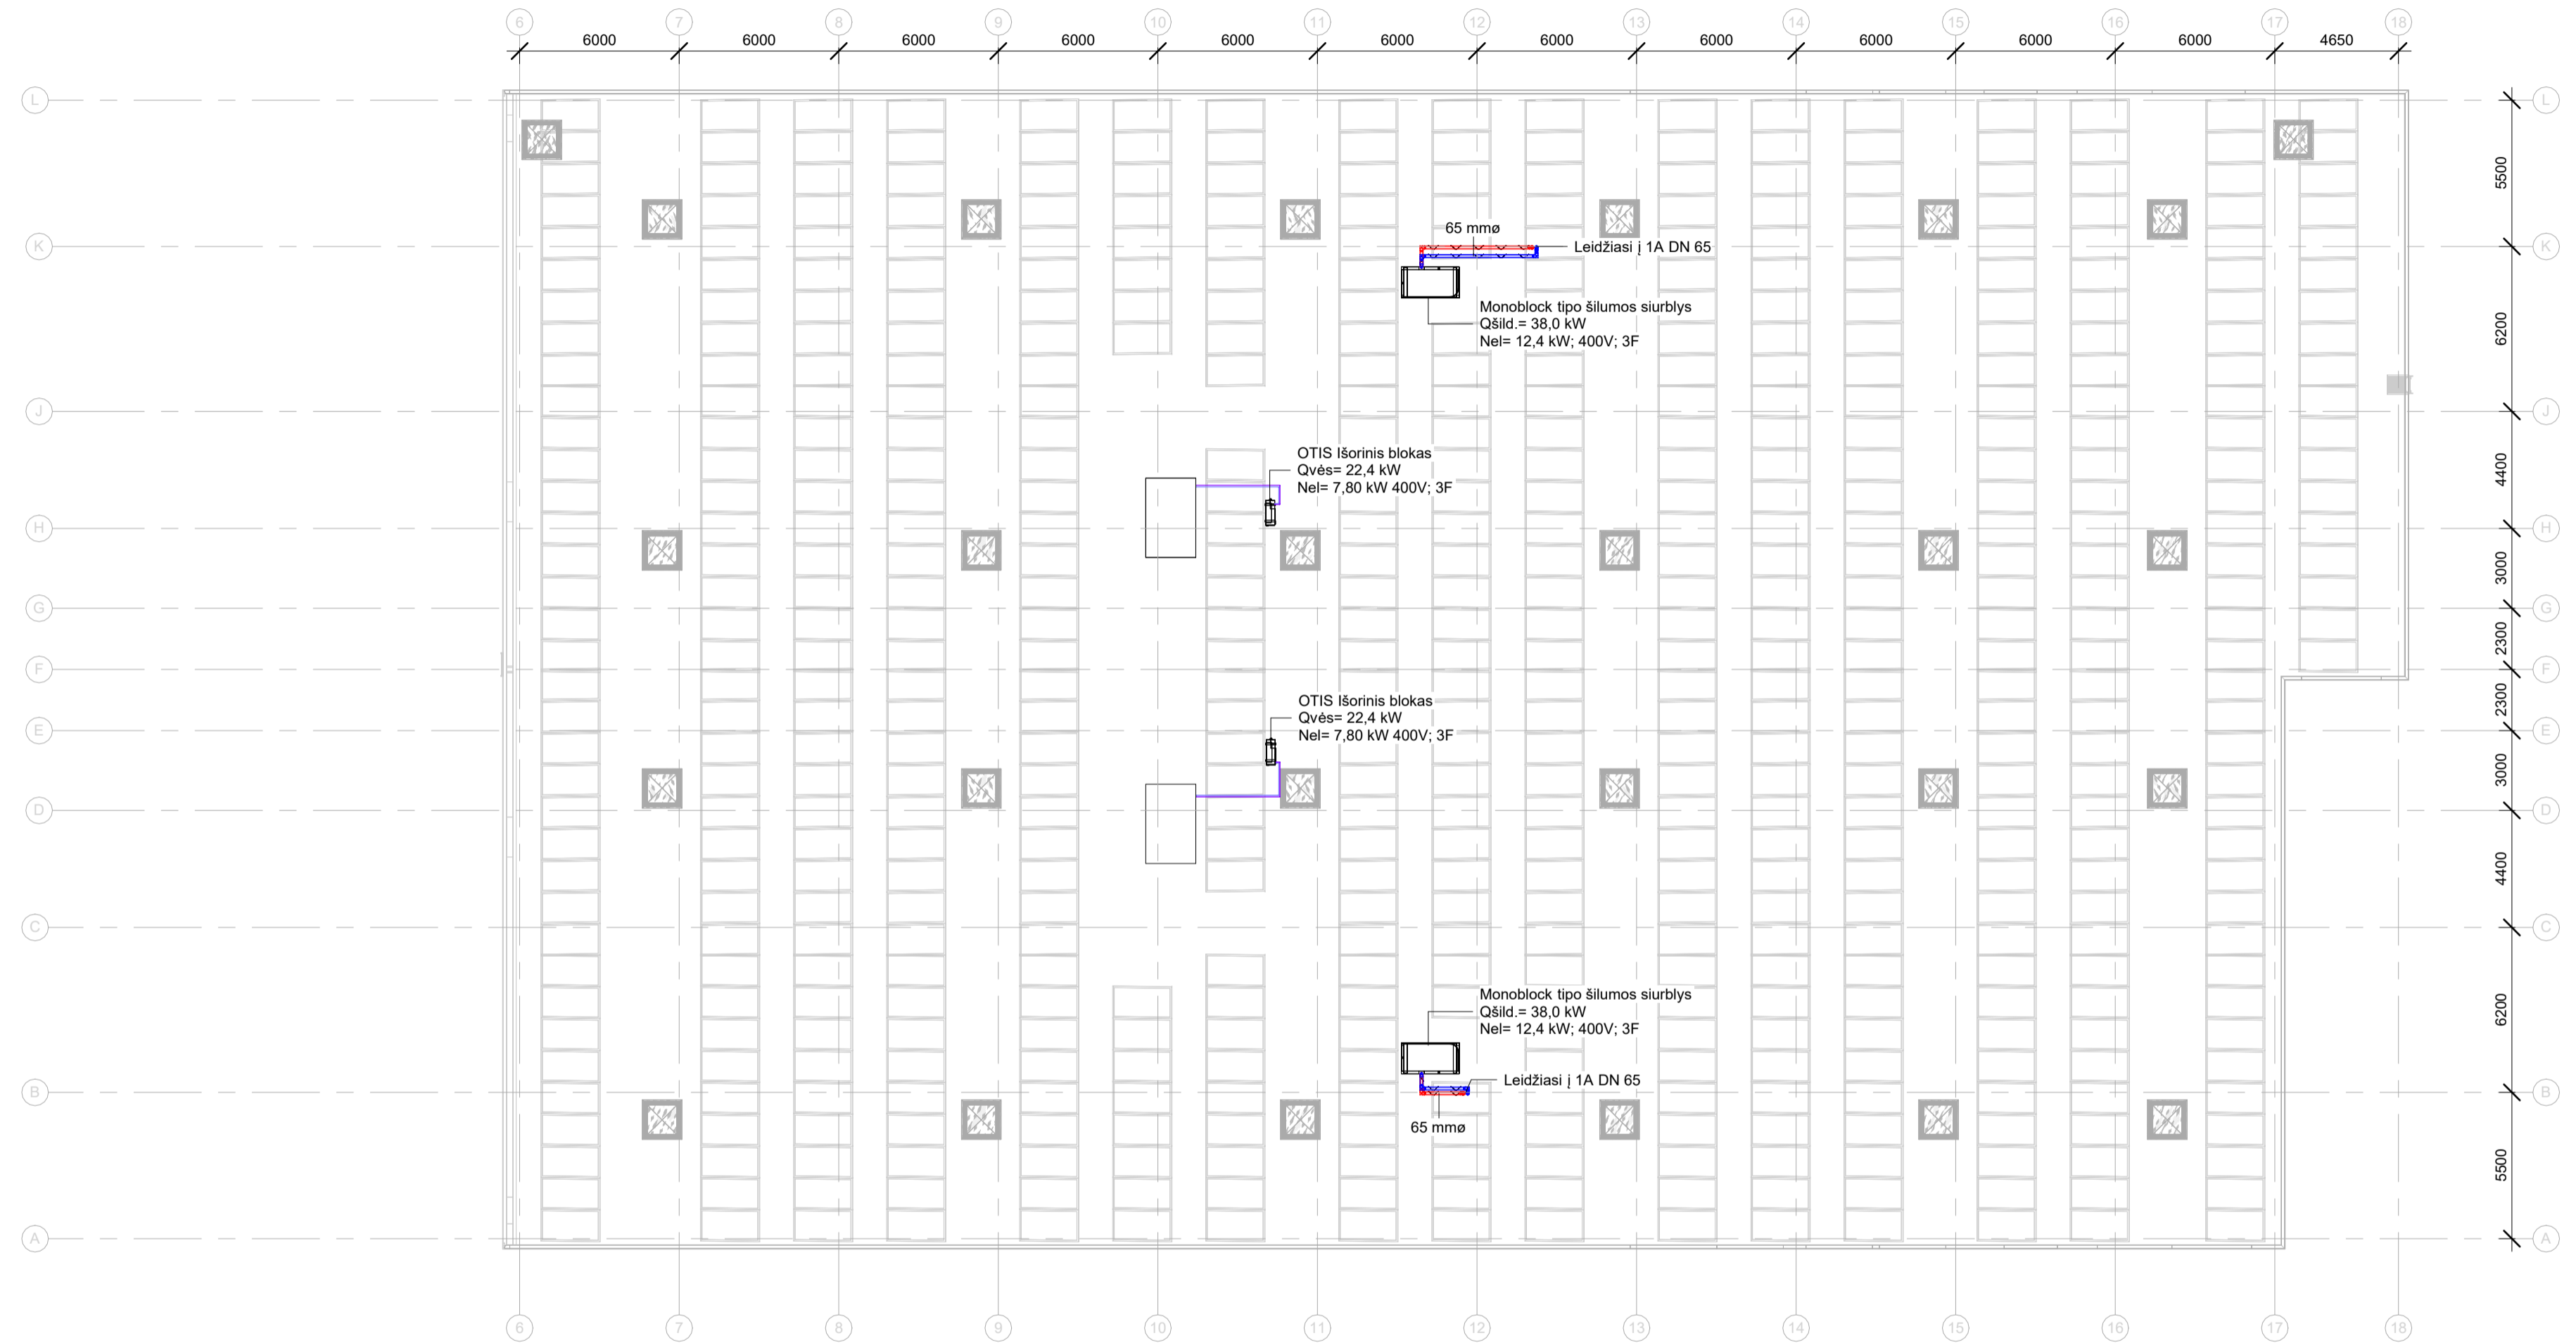 6 7 8 9 10 11 12 13 14 15 16 17 18
6000 6000 6000 6000 6000 6000 6000 6000 6000 6000 6000 4650
L L
5500
65 mmø
K Leidžiasi į 1A DN 65 K
Monoblock tipo šilumos siurblys
Qšild.= 38,0 kW
Nel= 12,4 kW; 400V; 3F
6200
J J
OTIS Išorinis blokas
Qvės= 22,4 kW
Nel= 7,80 kW 400V; 3F
4400
H H
3000
G G
2300
F F
OTIS Išorinis blokas
Qvės= 22,4 kW
Nel= 7,80 kW 400V; 3F
2300
E E
3000
D D
4400
C C
Monoblock tipo šilumos siurblys
Qšild.= 38,0 kW
Nel= 12,4 kW; 400V; 3F
6200
Leidžiasi į 1A DN 65
B B
65 mmø
5500
A A
6 7 8 9 10 11 12 13 14 15 16 17 18